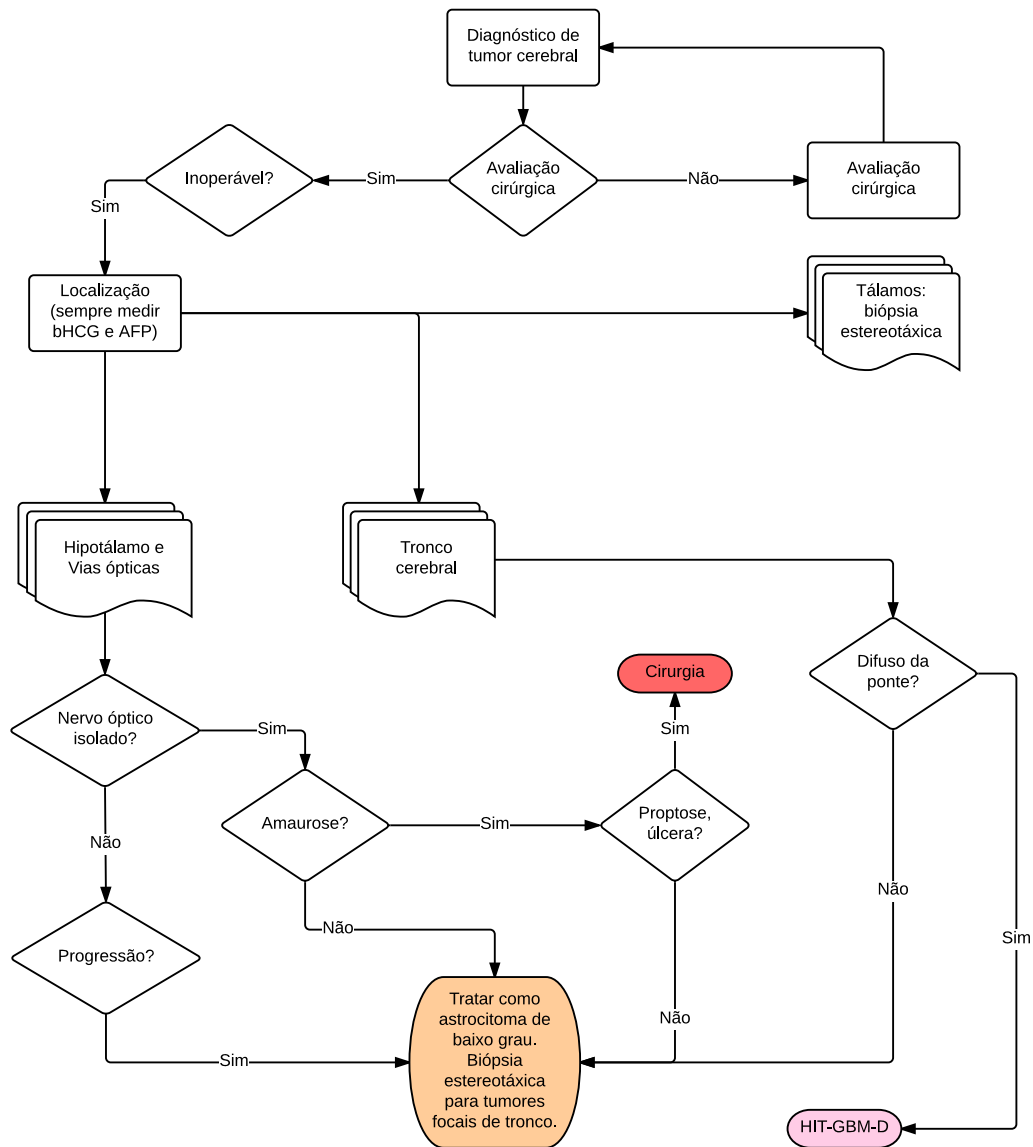 Diagnóstico de
tumor cerebral
Inoperável?
Sim
Avaliação
cirúrgica
Não
Avaliação
cirúrgica
Sim
Localização
(sempre medir
bHCG e AFP)
Tálamos:
biópsia
estereotáxica
Hipotálamo e
Vias ópticas
Tronco
cerebral
Cirurgia
Difuso da
ponte?
Nervo óptico
isolado?
Sim
Sim
Amaurose?
Sim
Proptose,
úlcera?
Não
Não
Não
Sim
Progressão?
Não
Tratar como
astrocitoma de
baixo grau.
Biópsia
estereotáxica
para tumores
focais de tronco.
Sim
HIT-GBM-D